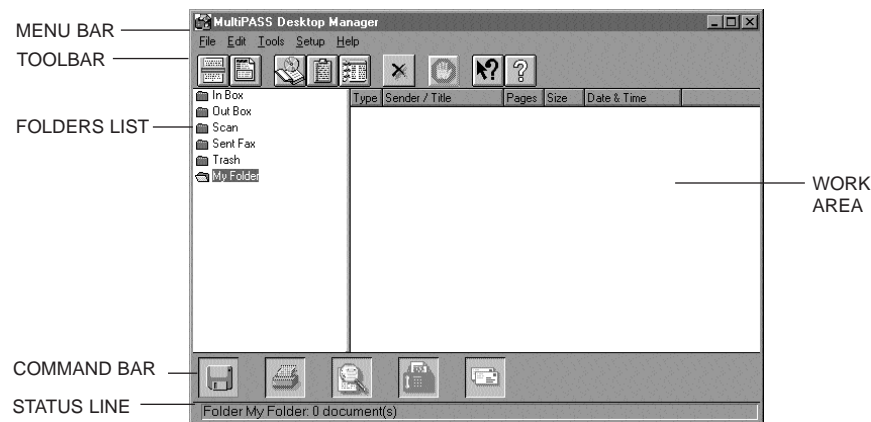 MultiPASS Desktop Manager
MENU BAR
File Edit Tools Setup Help
TOOLBAR
In Box
Type Sender / Title Pages Size Date & Time
Out Box
FOLDERS LIST
Scan
Sent Fax
Trash
My Folder
WORK
AREA
COMMAND BAR
STATUS LINE
Folder My Folder: 0 document(s)